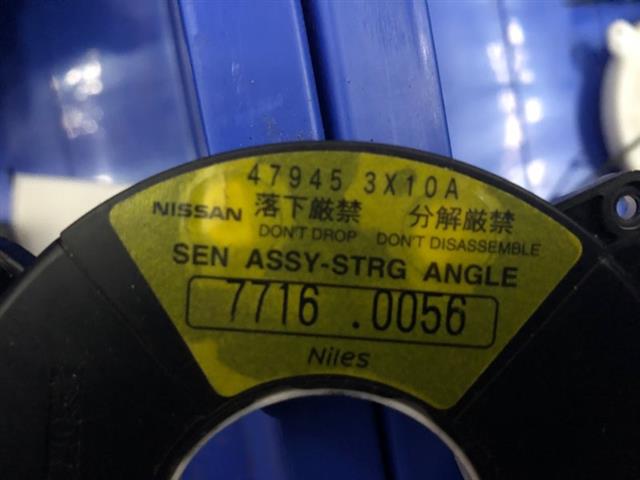 47945 3X10A
NISSAN 落下厳禁 分解厳禁
DON'T DROP DON'T DISASSEMBLE
SEN ASSY-STRG ANGLE
7716 .0056
Niles